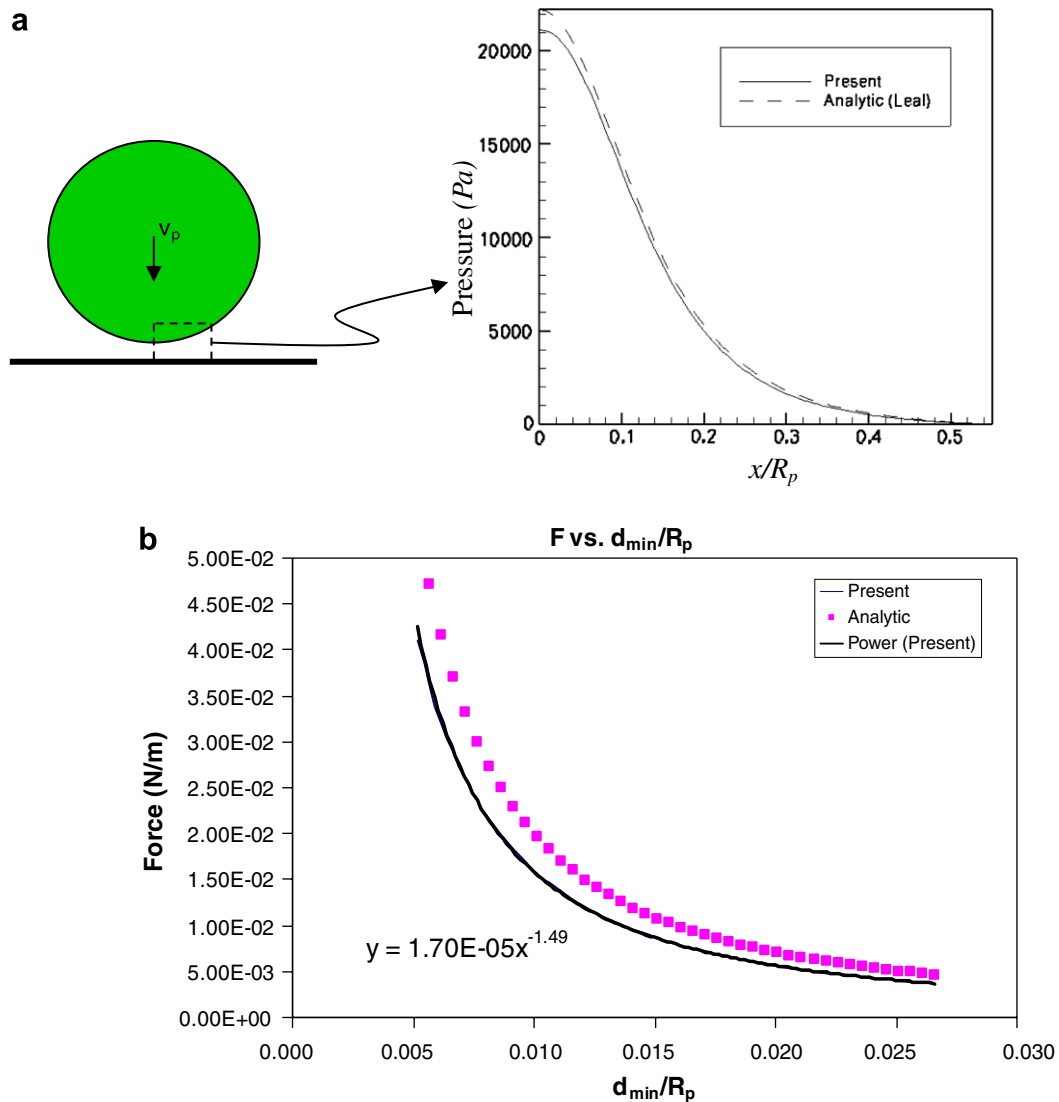 a
v_p
Pressure (Pa)
20000
15000
10000
5000
0
0
0.1
0.2
0.3
0.4
0.5
x/R_p
Present
Analytic (Leal)
b
F vs. d_min/R_p
Force (N/m)
5.00E-02
4.50E-02
4.00E-02
3.50E-02
3.00E-02
2.50E-02
2.00E-02
1.50E-02
1.00E-02
5.00E-03
0.00E+00
Present
Analytic
Power (Present)
y = 1.70E-05x^-1.49
0.000
0.005
0.010
0.015
0.020
0.025
0.030
d_min/R_p